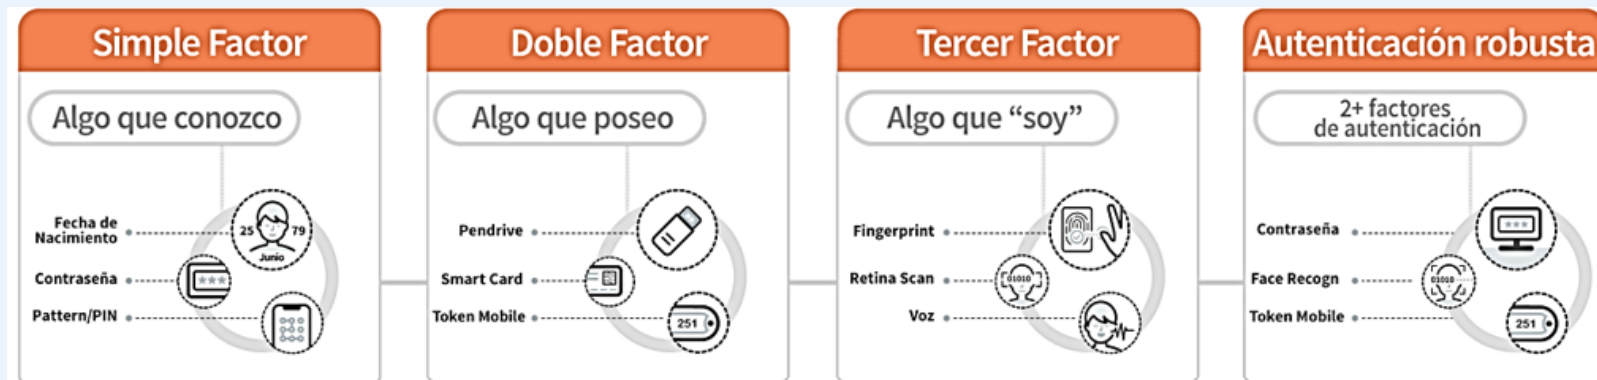 Simple Factor
Algo que conozco
Fecha de
Nacimiento
25
79
Junio
Contraseña
***
Pattern/PIN
Doble Factor
Algo que poseo
Pendrive
Smart Card
Token Mobile
251
Tercer Factor
Algo que “soy”
Fingerprint
Retina Scan
01010
Voz
Autenticación robusta
2+ factores
de autenticación
Contraseña
***
Face Recogn
01010
Token Mobile
251